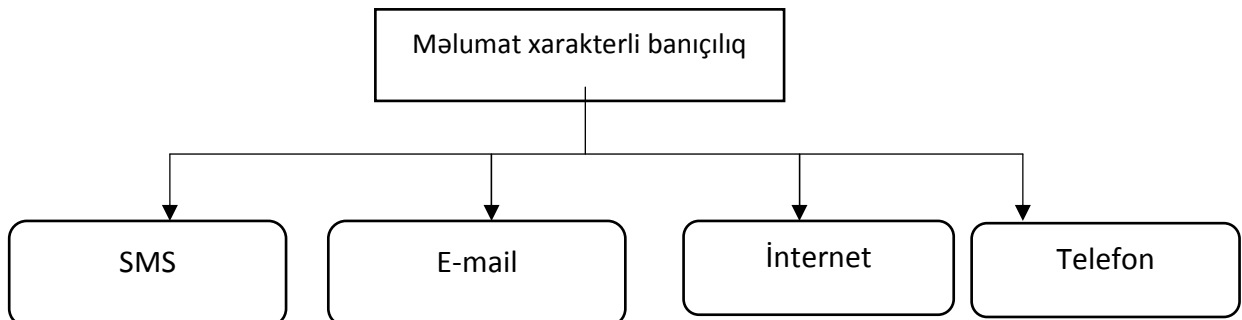 Məlumat xarakterli banıçılıq
SMS
E-mail
İnternet
Telefon